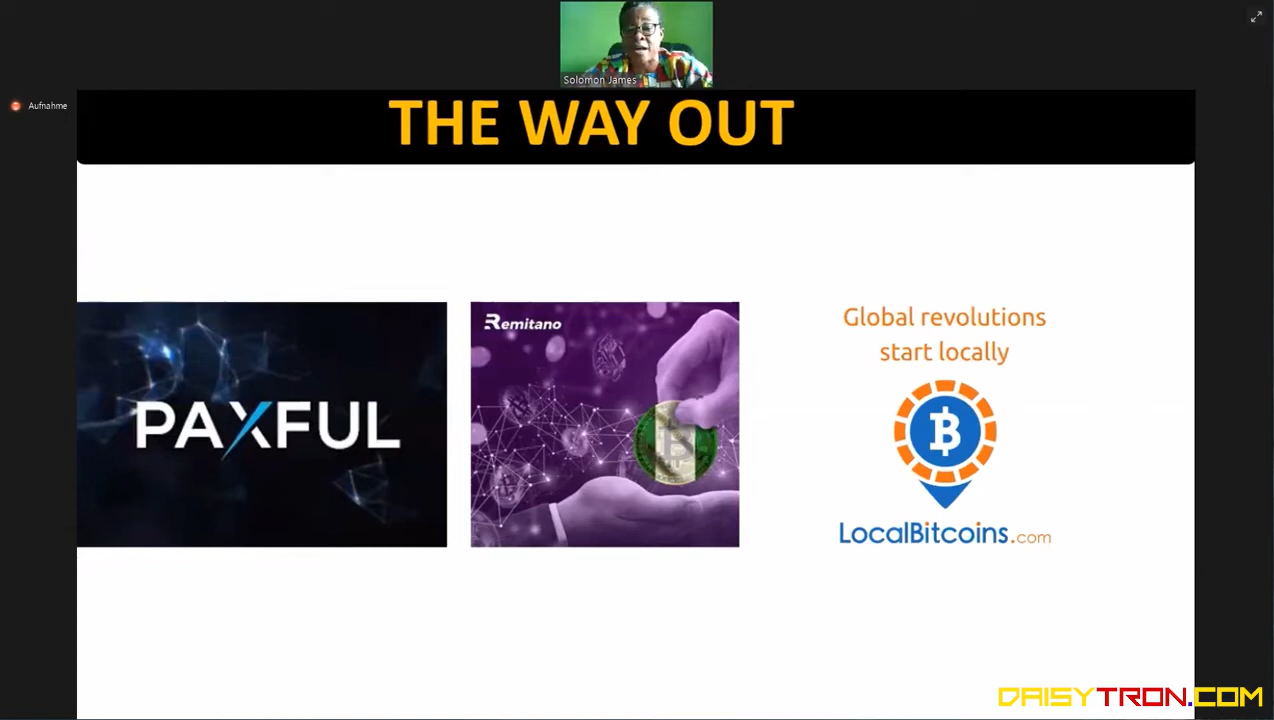 Solomon James
Aufnahme
THE WAY OUT
PAXFUL
Remitano
Global revolutions
start locally
LocalBitcoins.com
DAISYTRON.COM